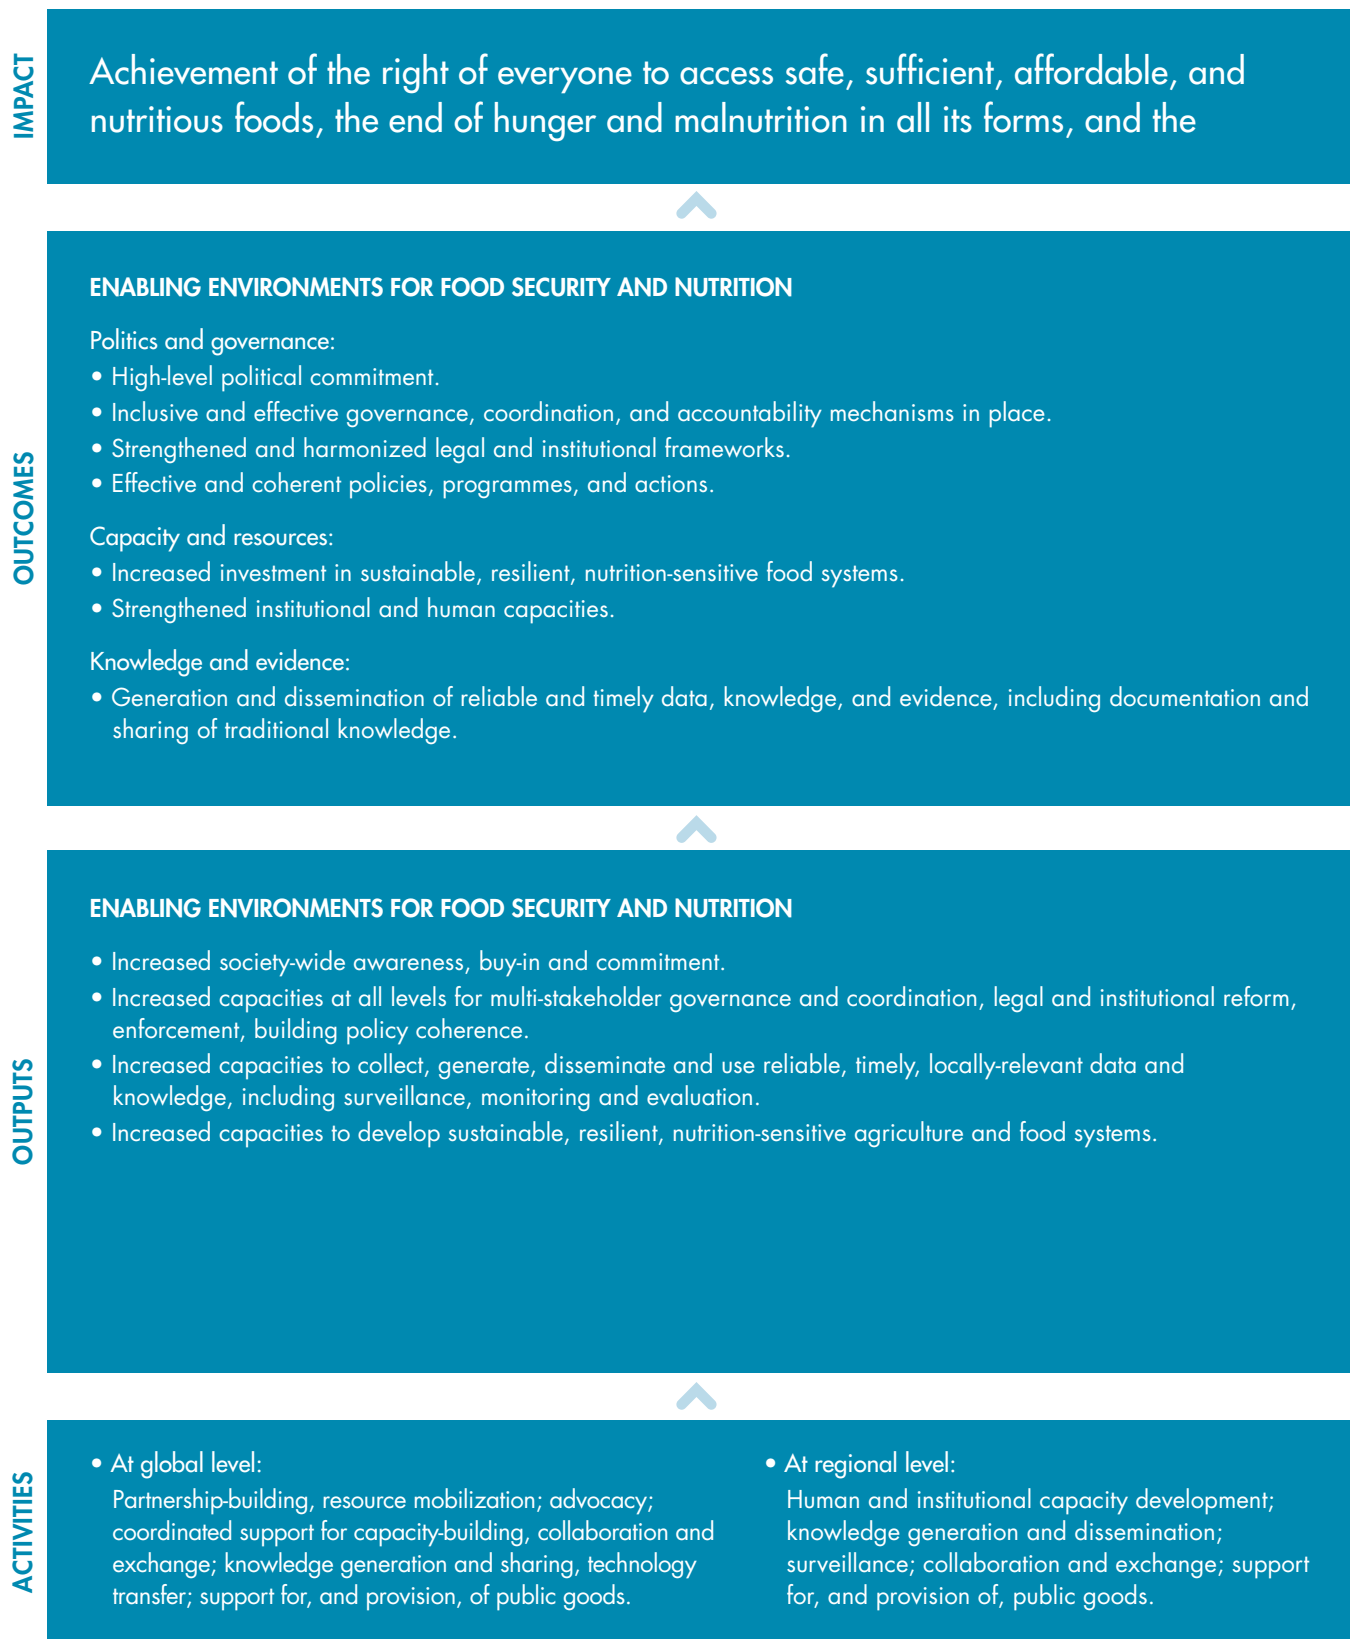 IMPACT
Achievement of the right of everyone to access safe, sufficient, affordable, and
nutritious foods, the end of hunger and malnutrition in all its forms, and the
OUTCOMES
ENABLING ENVIRONMENTS FOR FOOD SECURITY AND NUTRITION
Politics and governance:
• High-level political commitment.
• Inclusive and effective governance, coordination, and accountability mechanisms in place.
• Strengthened and harmonized legal and institutional frameworks.
• Effective and coherent policies, programmes, and actions.
Capacity and resources:
• Increased investment in sustainable, resilient, nutrition-sensitive food systems.
• Strengthened institutional and human capacities.
Knowledge and evidence:
• Generation and dissemination of reliable and timely data, knowledge, and evidence, including documentation and
sharing of traditional knowledge.
OUTPUTS
ENABLING ENVIRONMENTS FOR FOOD SECURITY AND NUTRITION
• Increased society-wide awareness, buy-in and commitment.
• Increased capacities at all levels for multi-stakeholder governance and coordination, legal and institutional reform,
enforcement, building policy coherence.
• Increased capacities to collect, generate, disseminate and use reliable, timely, locally-relevant data and
knowledge, including surveillance, monitoring and evaluation.
• Increased capacities to develop sustainable, resilient, nutrition-sensitive agriculture and food systems.
ACTIVITIES
• At global level:
Partnership-building, resource mobilization; advocacy;
coordinated support for capacity-building, collaboration and
exchange; knowledge generation and sharing, technology
transfer; support for, and provision, of public goods.
• At regional level:
Human and institutional capacity development;
knowledge generation and dissemination;
surveillance; collaboration and exchange; support
for, and provision of, public goods.